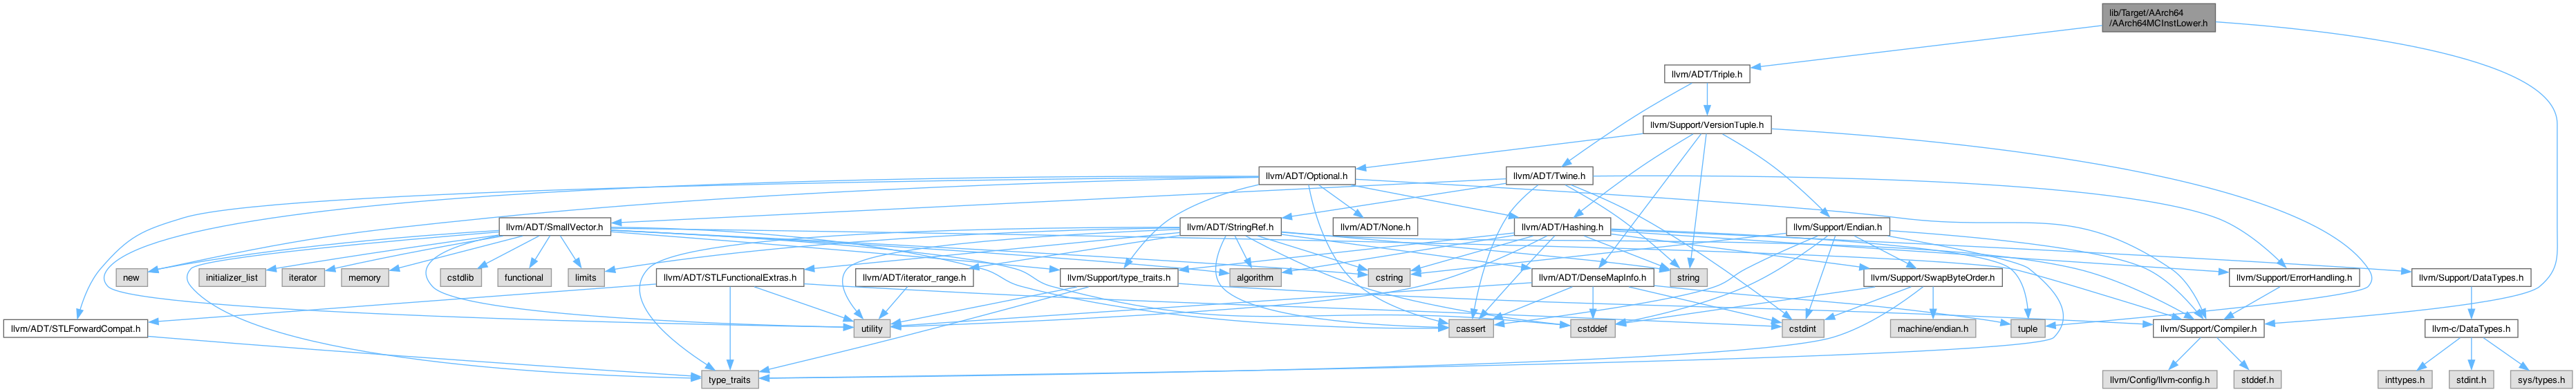 lib/Target/AArch64
/AArch64MCInstLower.h
llvm/ADT/Triple.h
llvm/Support/VersionTuple.h
llvm/ADT/Optional.h
llvm/ADT/Twine.h
llvm/ADT/SmallVector.h
llvm/ADT/StringRef.h
llvm/ADT/None.h
llvm/ADT/Hashing.h
llvm/Support/Endian.h
new
initializer_list
iterator
memory
cstdlib
functional
limits
llvm/ADT/STLFunctionalExtras.h
llvm/ADT/iterator_range.h
llvm/Support/type_traits.h
algorithm
cstring
llvm/ADT/DenseMapInfo.h
string
llvm/Support/SwapByteOrder.h
llvm/Support/ErrorHandling.h
llvm/Support/DataTypes.h
llvm/ADT/STLForwardCompat.h
utility
cassert
cstddef
cstdint
machine/endian.h
tuple
llvm/Support/Compiler.h
llvm-c/DataTypes.h
type_traits
llvm/Config/llvm-config.h
stddef.h
inttypes.h
stdint.h
sys/types.h